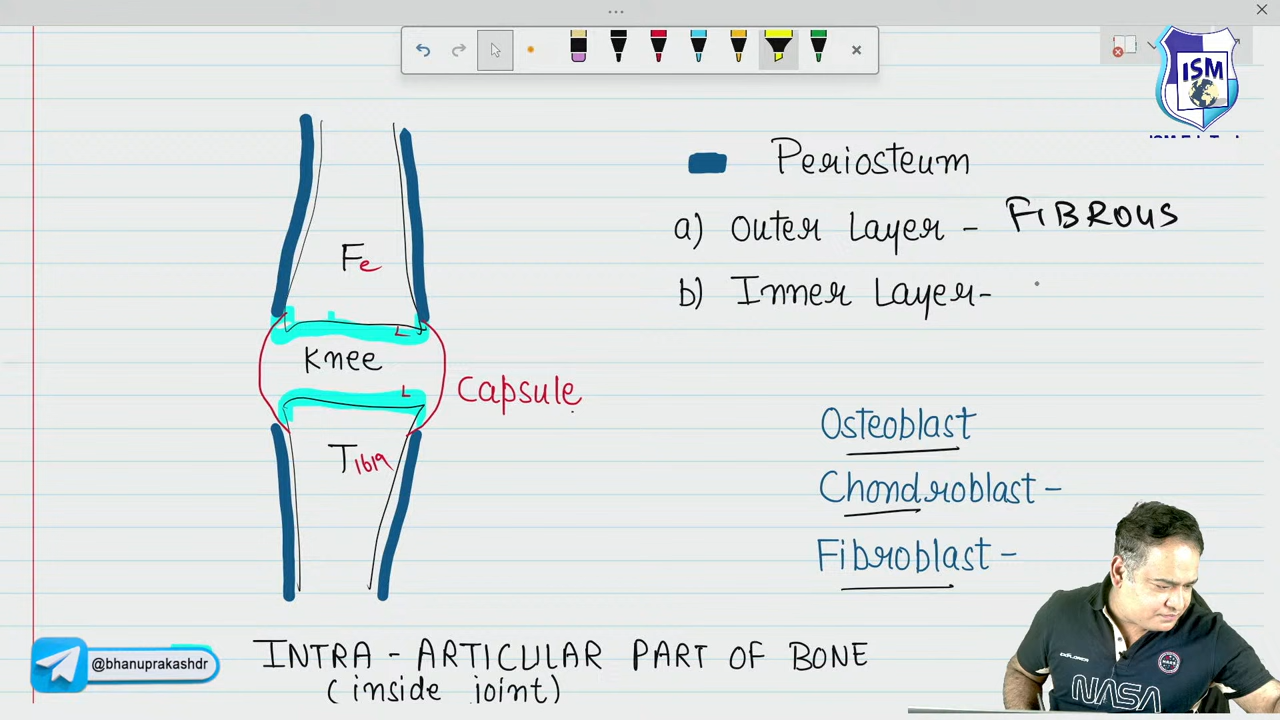 ISM
Periosteum
a) Outer Layer - FIBROUS
b) Inner Layer-
Fe
Knee
Capsule
Tibia
Osteoblast
Chondroblast -
Fibroblast -
INTRA - ARTICULAR PART OF BONE
(inside joint)
@bhanuprakashdr
EXPLORER
NASA